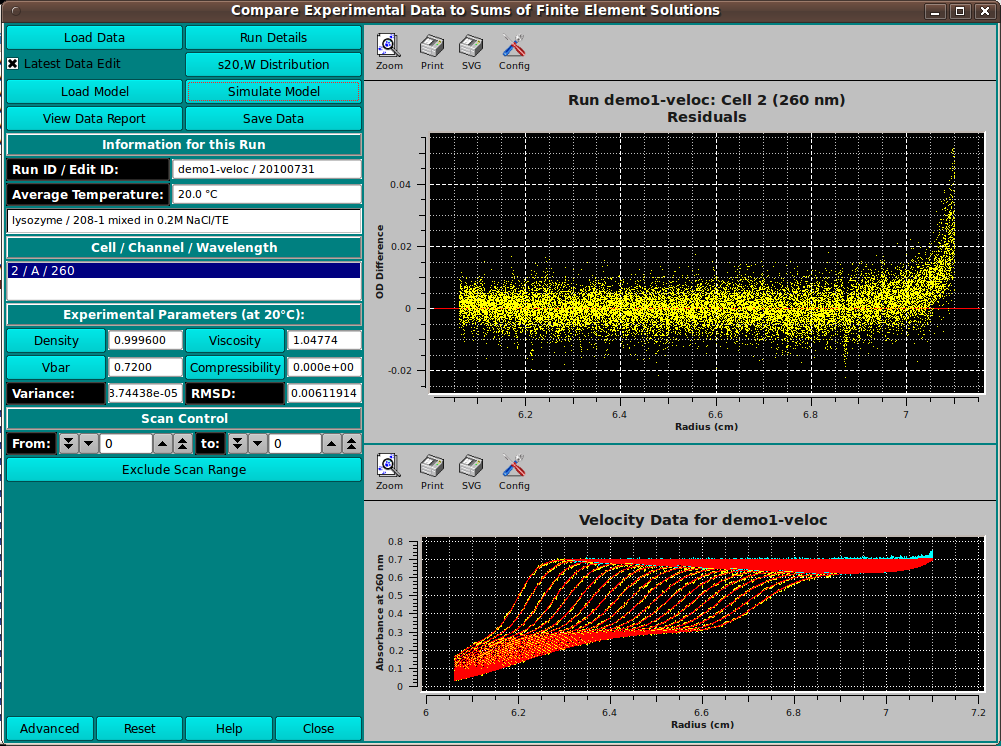 Compare Experimental Data to Sums of Finite Element Solutions
Load Data Run Details
Latest Data Edit s20,W Distribution
Load Model Simulate Model
View Data Report Save Data
Information for this Run
Run ID / Edit ID: demo1-veloc / 20100731
Average Temperature: 20.0 °C
lysozyme / 208-1 mixed in 0.2M NaCl/TE
Cell / Channel / Wavelength
2 / A / 260
Experimental Parameters (at 20°C):
Density 0.999600 Viscosity 1.04774
Vbar 0.7200 Compressibility 0.000e+00
Variance: 3.74438e-05 RMSD: 0.00611914
Scan Control
From: 0 to: 0
Exclude Scan Range
Advanced Reset Help Close
Zoom Print SVG Config
Run demo1-veloc: Cell 2 (260 nm)
Residuals
OD Difference
0.04
0.02
0
-0.02
6.2 6.4 6.6 6.8 7
Radius (cm)
Zoom Print SVG Config
Velocity Data for demo1-veloc
Absorbance at 260 nm
0.8
0.7
0.6
0.5
0.4
0.3
0.2
0.1
0
6 6.2 6.4 6.6 6.8 7 7.2
Radius (cm)